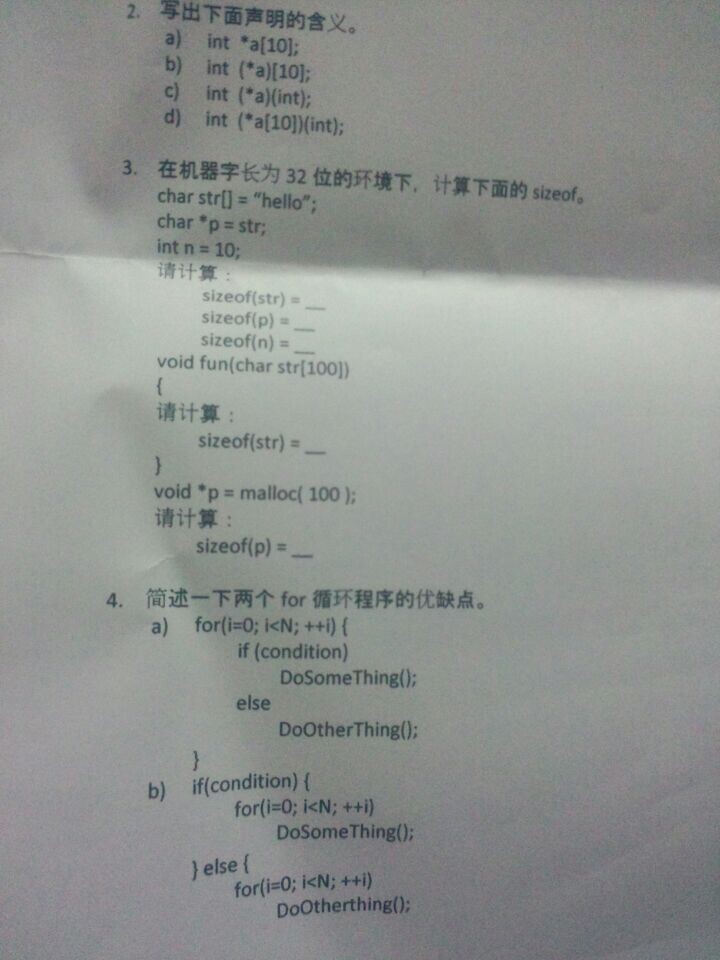 2. 写出下面声明的含义。
a) int *a[10];
b) int (*a)[10];
c) int (*a)(int);
d) int (*a[10])(int);
3. 在机器字长为 32 位的环境下，计算下面的 sizeof。
char str[] = “hello”;
char *p = str;
int n = 10;
请计算：
sizeof(str) = __
sizeof(p) = __
sizeof(n) = __
void fun(char str[100])
{
请计算：
sizeof(str) = __
}
void *p = malloc( 100 );
请计算：
sizeof(p) = __
4. 简述一下两个 for 循环程序的优缺点。
a) for(i=0; i<N; ++i) {
if (condition)
DoSomeThing();
else
DoOtherThing();
}
b) if(condition) {
for(i=0; i<N; ++i)
DoSomeThing();
} else {
for(i=0; i<N; ++i)
DoOtherthing();